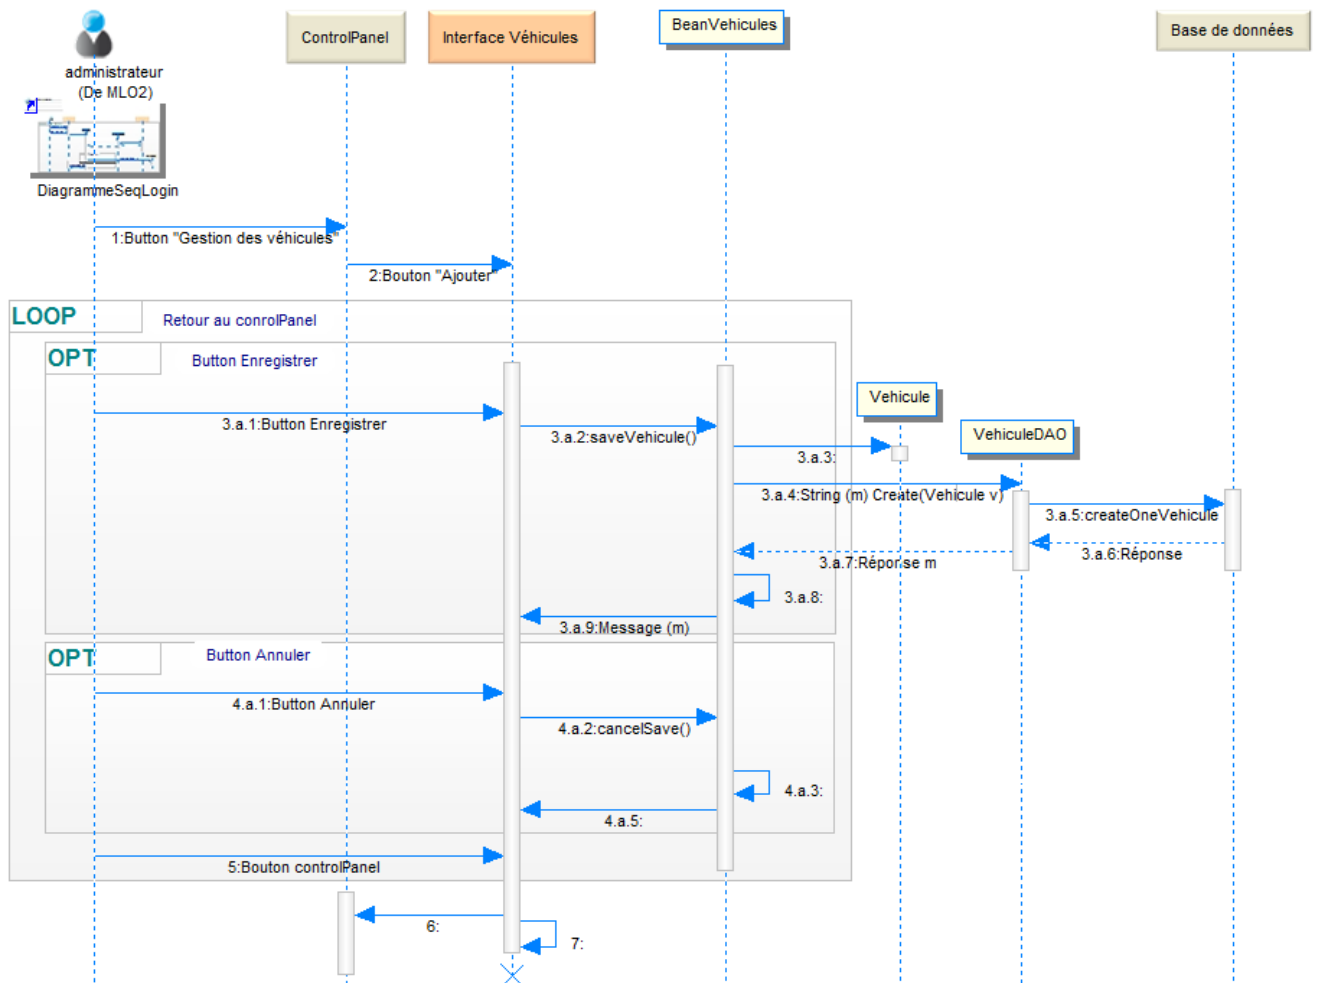 ControlPanel
Interface Véhicules
BeanVehicules
Base de données
administrateur
(De MLO2)
DiagrammeSeqLogin
1:Button "Gestion des véhicules"
2:Bouton "Ajouter"
LOOP
Retour au conrolPanel
OPT
Button Enregistrer
Vehicule
VehiculeDAO
3.a.1:Button Enregistrer
3.a.2:saveVehicule()
3.a.3:
3.a.4:String (m) Create(Vehicule v)
3.a.5:createOneVehicule
3.a.6:Réponse
3.a.7:Réponse m
3.a.8:
3.a.9:Message (m)
OPT
Button Annuler
4.a.1:Button Annuler
4.a.2:cancelSave()
4.a.3:
4.a.5:
5:Bouton controlPanel
6:
7: